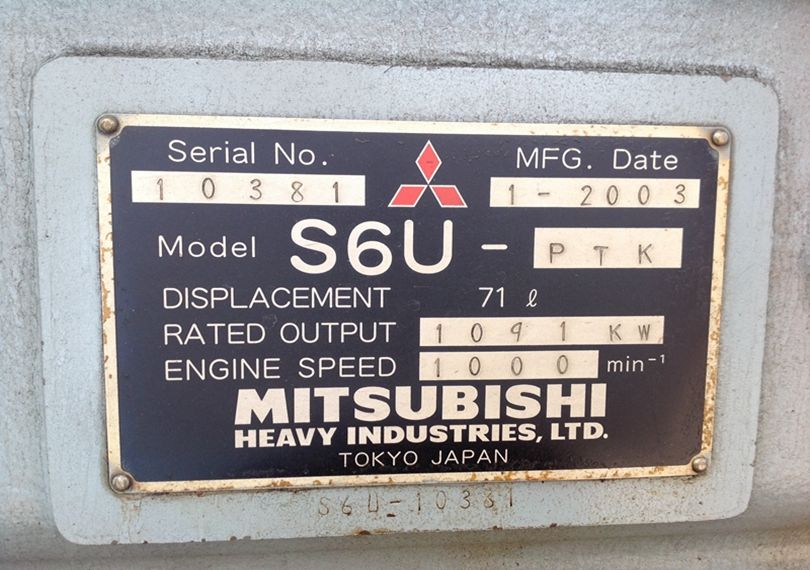 Serial No. MFG. Date
10381 1-2003
Model S6U - PTK
DISPLACEMENT 71 ℓ
RATED OUTPUT 1091 KW
ENGINE SPEED 1000 min⁻¹
MITSUBISHI
HEAVY INDUSTRIES, LTD.
TOKYO JAPAN
S6U-10381